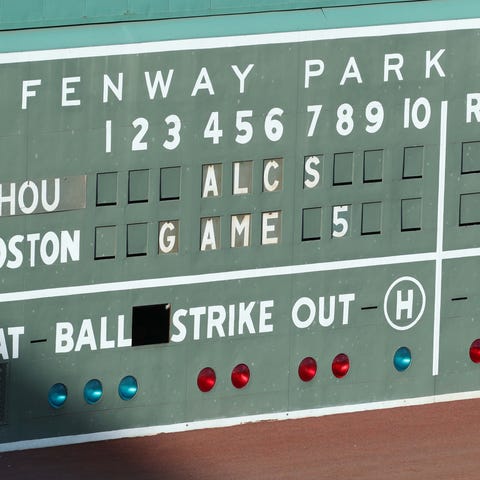 FENWAY PARK
1 2 3 4 5 6 7 8 9 10 R
HOU ALCS
OSTON GAME 5
AT - BALL STRIKE OUT - H -